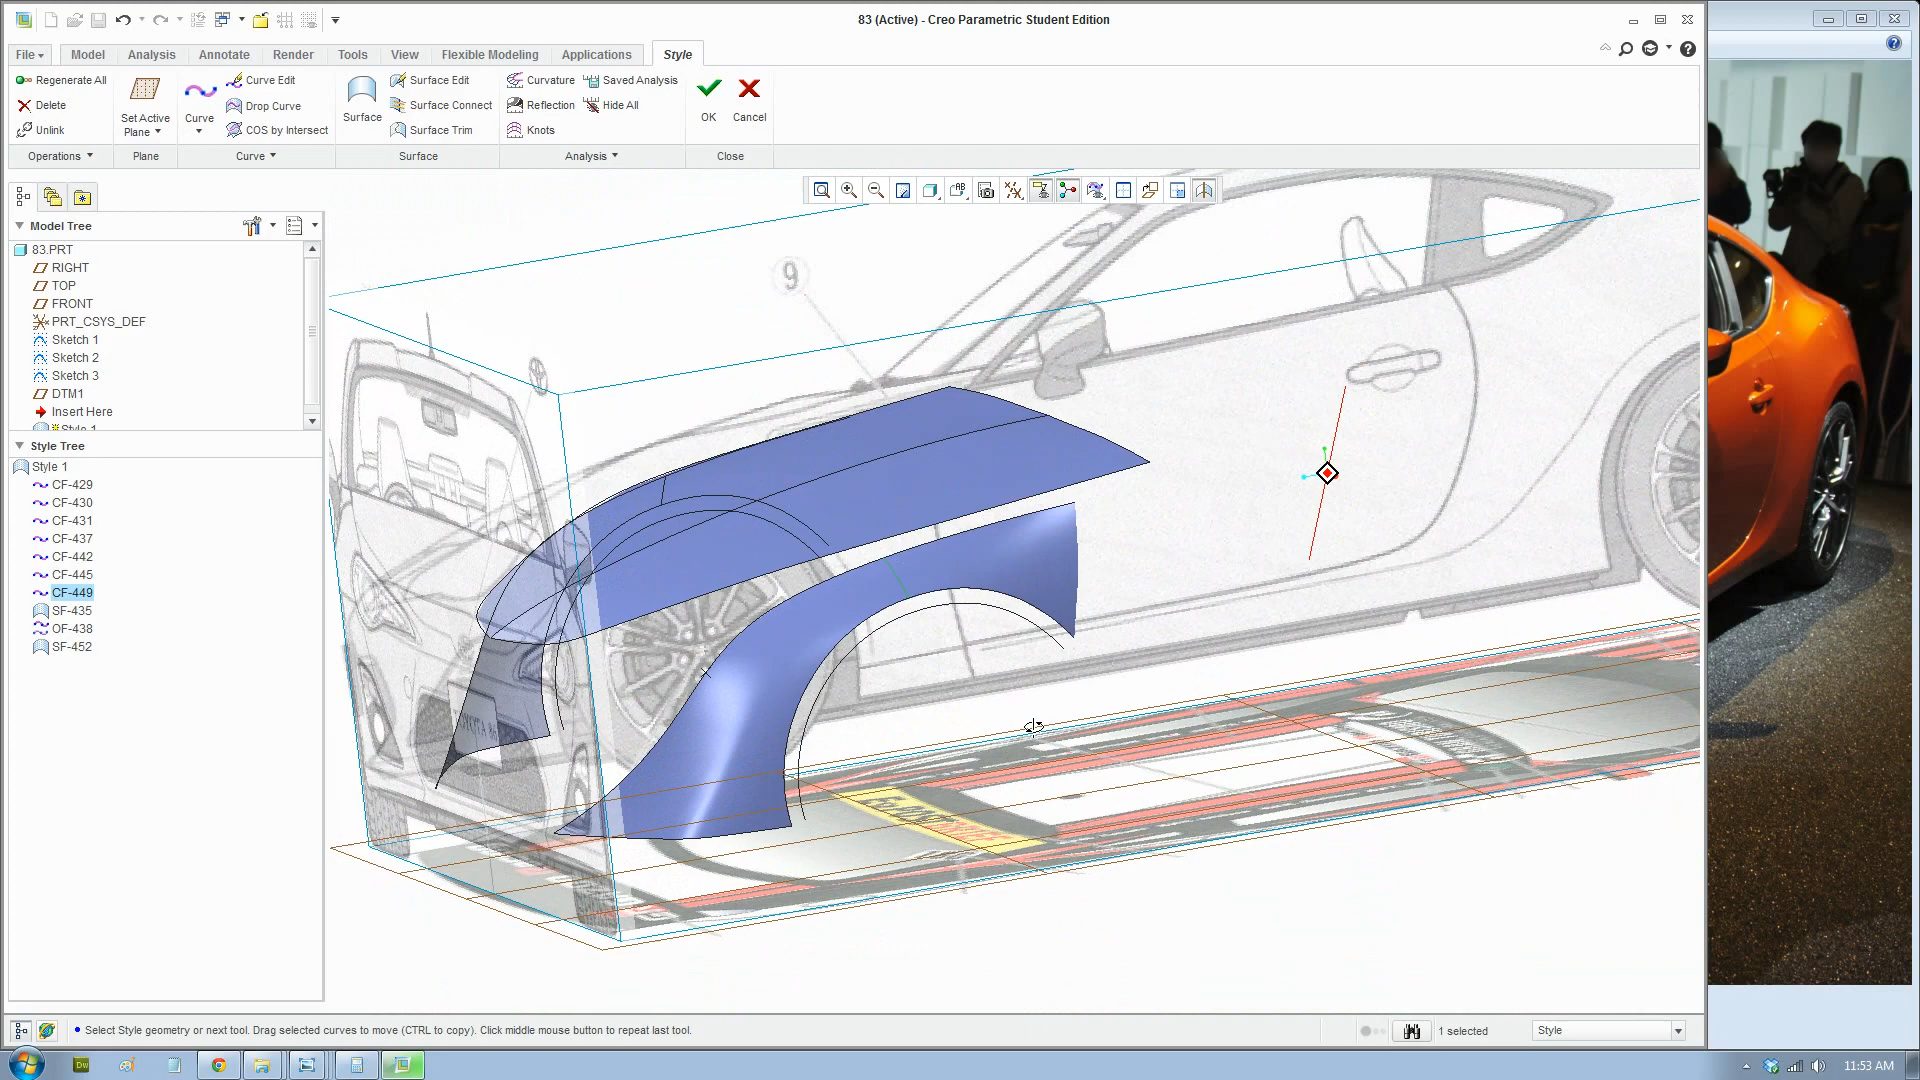 83 (Active) - Creo Parametric Student Edition
File Model Analysis Annotate Render Tools View Flexible Modeling Applications Style
Regenerate All
Delete
Unlink
Operations
Set Active
Plane
Plane
Curve
Curve Edit
Drop Curve
COS by Intersect
Curve
Surface
Surface Edit
Surface Connect
Surface Trim
Surface
Curvature
Reflection
Knots
Saved Analysis
Hide All
Analysis
OK
Cancel
Close
Model Tree
83.PRT
RIGHT
TOP
FRONT
PRT_CSYS_DEF
Sketch 1
Sketch 2
Sketch 3
DTM1
Insert Here
Style 1
Style Tree
Style 1
CF-429
CF-430
CF-431
CF-437
CF-442
CF-445
CF-449
SF-435
OF-438
SF-452
9
Select Style geometry or next tool. Drag selected curves to move (CTRL to copy). Click middle mouse button to repeat last tool.
1 selected
Style
Dw
11:53 AM